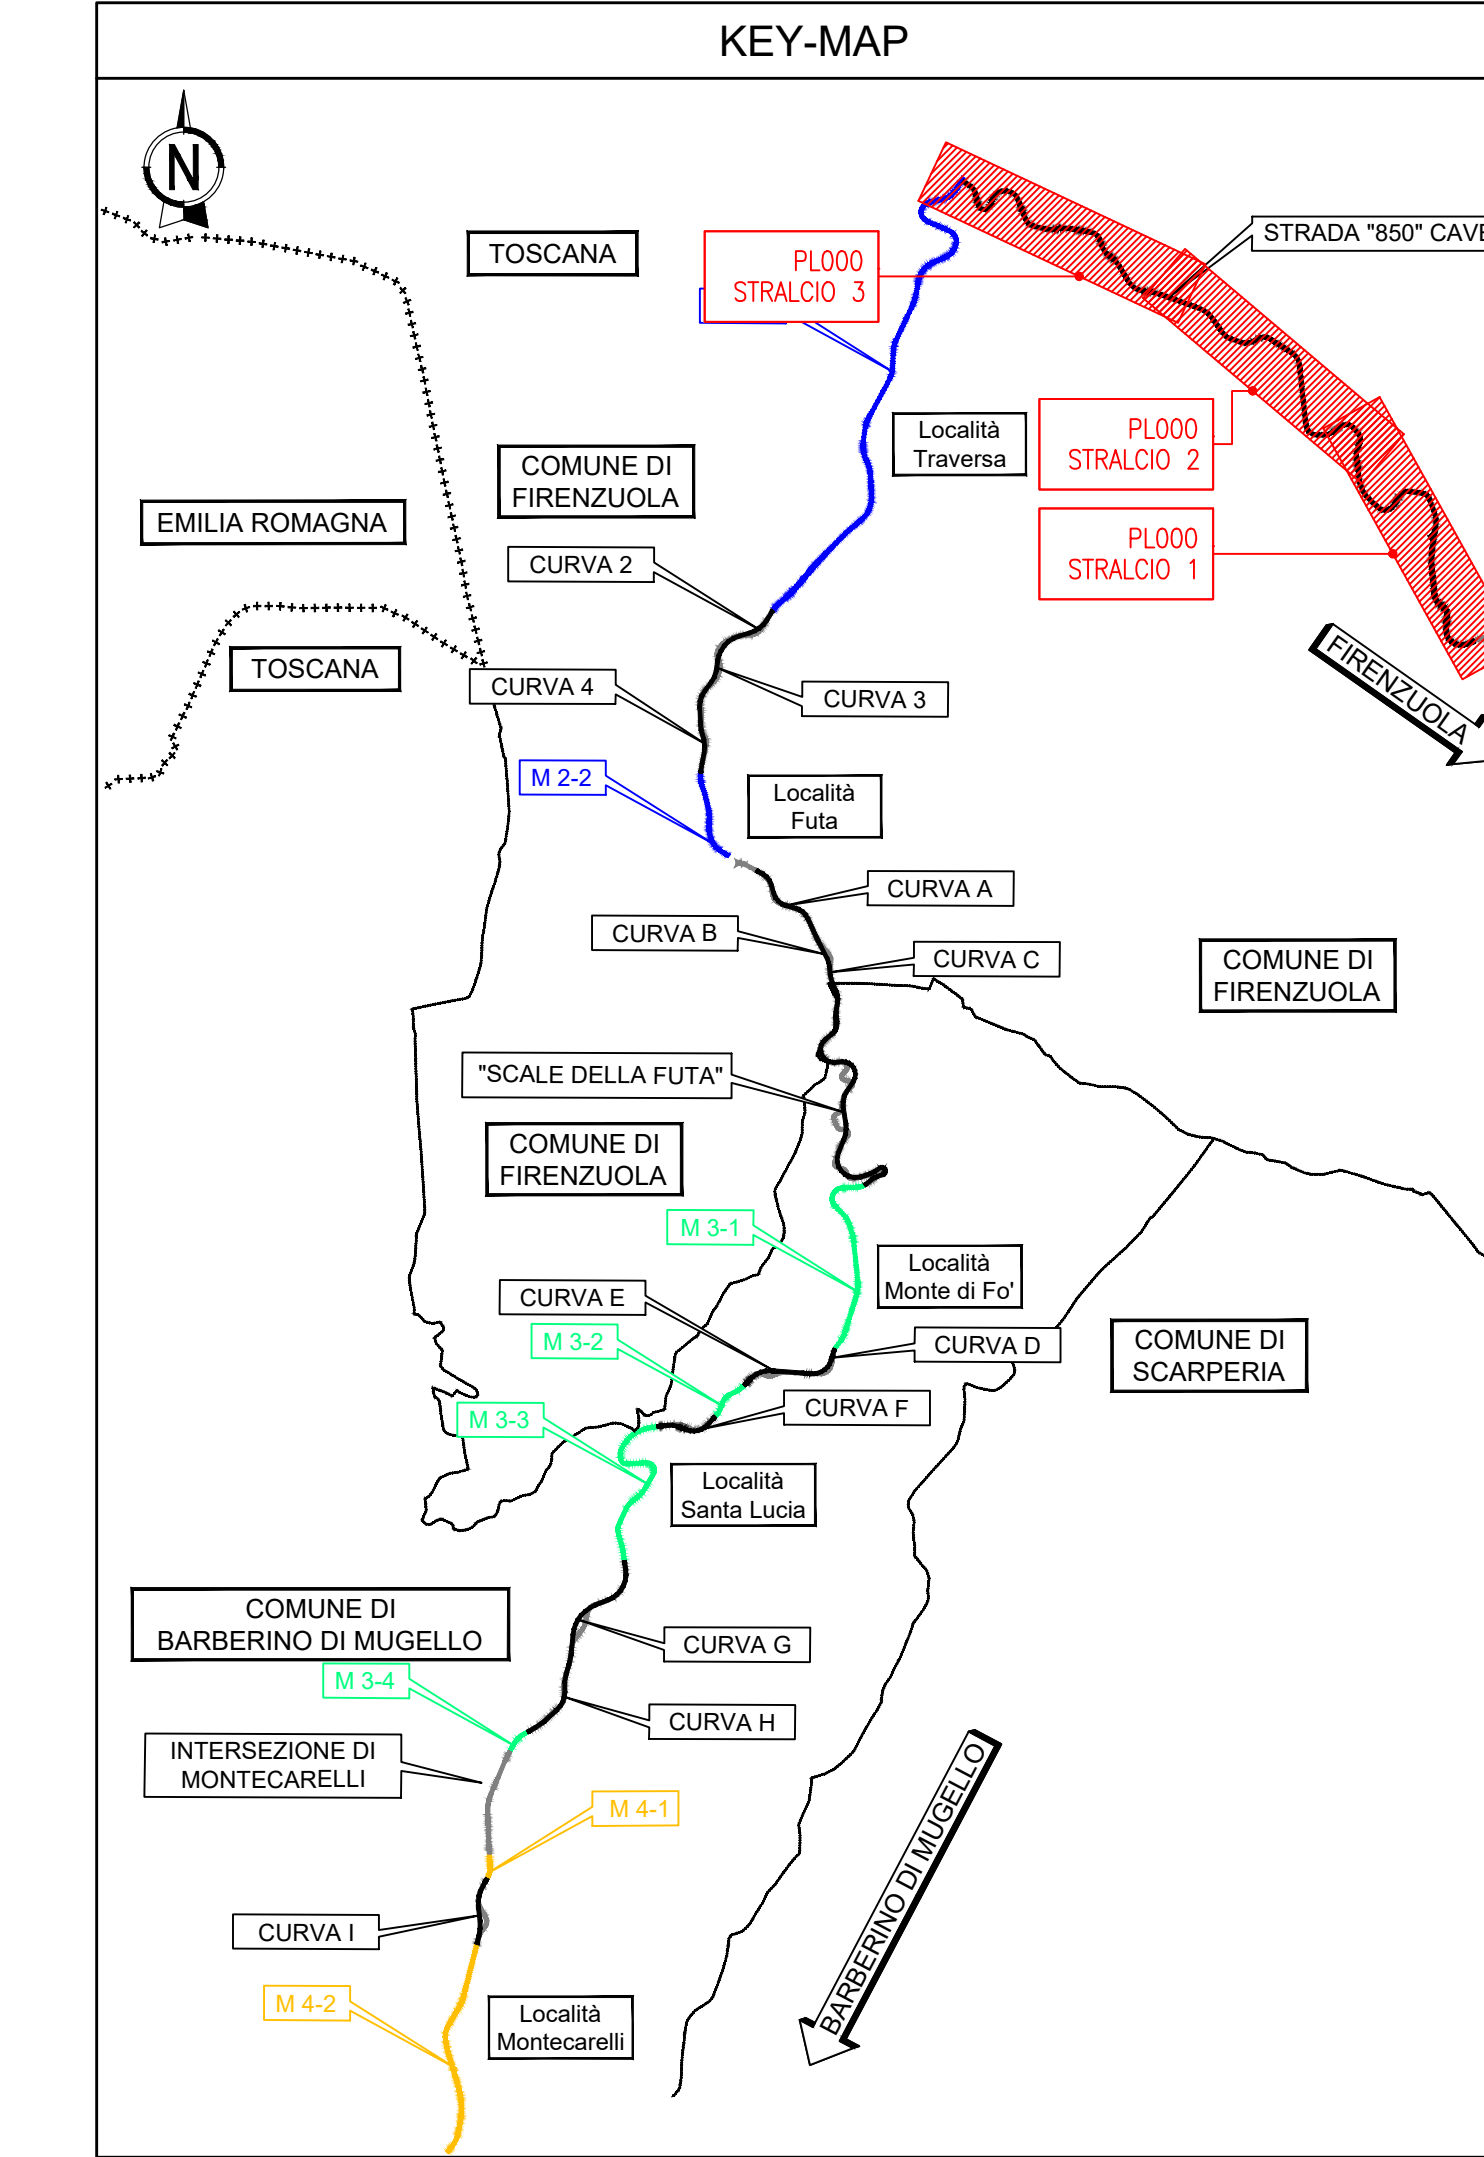 KEY-MAP
N
TOSCANA
PL000
STRALCIO 3
STRADA "850" CAVE
Località
Traversa
PL000
STRALCIO 2
COMUNE DI
FIRENZUOLA
EMILIA ROMAGNA
PL000
STRALCIO 1
CURVA 2
TOSCANA
CURVA 4
CURVA 3
FIRENZUOLA
M 2-2
Località
Futa
CURVA A
CURVA B
CURVA C
COMUNE DI
FIRENZUOLA
"SCALE DELLA FUTA"
COMUNE DI
FIRENZUOLA
M 3-1
Località
Monte di Fo'
CURVA E
M 3-2
CURVA D
COMUNE DI
SCARPERIA
M 3-3
CURVA F
Località
Santa Lucia
COMUNE DI
BARBERINO DI MUGELLO
CURVA G
M 3-4
CURVA H
INTERSEZIONE DI
MONTECARELLI
M 4-1
BARBERINO DI MUGELLO
CURVA I
M 4-2
Località
Montecarelli